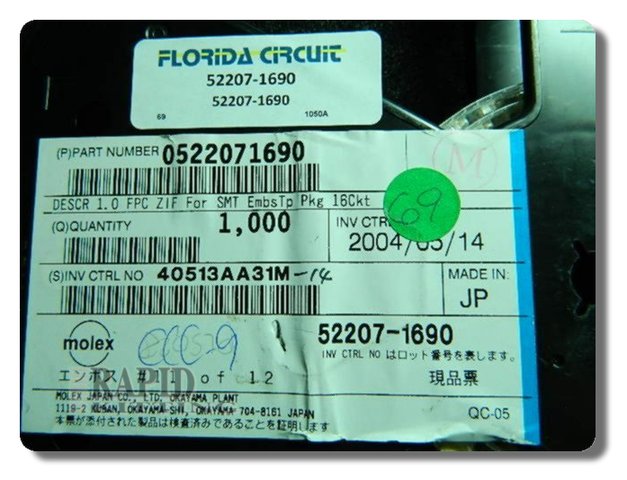 FLORIDA CIRCUIT
52207-1690
52207-1690
69 1050A
(P)PART NUMBER 0522071690
M
DESCR 1.0 FPC ZIF For SMT EmbsTp Pkg 16Ckt
69
(Q)QUANTITY 1,000 INV CTRL
2004/05/14
(S)INV CTRL NO 40513AA31M-14 MADE IN:
JP
molex 52207-1690
INV CTRL NO はロット番号を表します。
エンボス # of 12 現品票
RAPID
MOLEX JAPAN CO., LTD. OKAYAMA PLANT
1119-2 KUBAN, OKAYAMA-SHI, OKAYAMA 704-8161 JAPAN QC-05
本票が添付された製品は検査済みであることを証明します